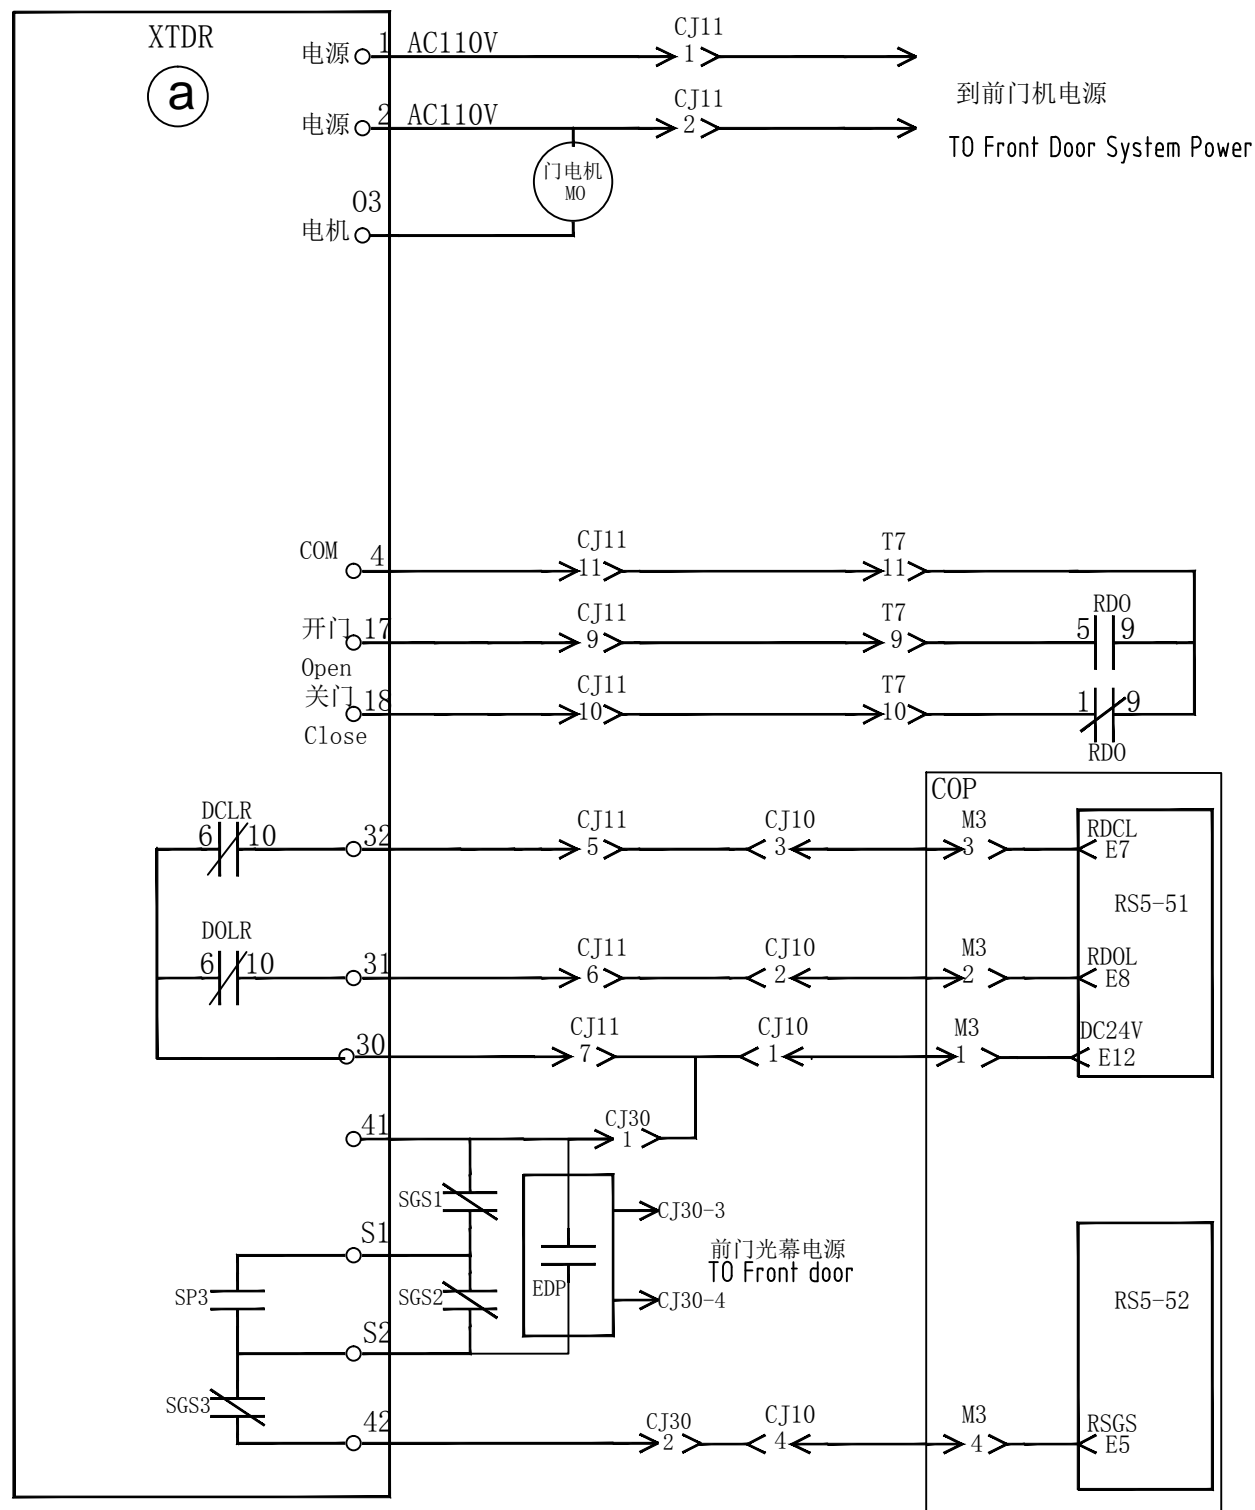 XTDR
a
电源 1 AC110V
CJ11
1
电源 2 AC110V
CJ11
2
到前门机电源
TO Front Door System Power
门电机
MO
03
电机
COM 4
CJ11
11
T7
11
开门 17
Open
CJ11
9
T7
9
RDO
5 9
关门 18
Close
CJ11
10
T7
10
1 9
RDO
COP
DCLR
6 10 32
CJ11
5
CJ10
3
M3
3
RDCL
E7
RS5-51
DOLR
6 10 31
CJ11
6
CJ10
2
M3
2
RDOL
E8
30
CJ11
7
CJ10
1
M3
1
DC24V
E12
41
CJ30
1
SGS1
CJ30-3
S1
前门光幕电源
TO Front door
SP3
SGS2
EDP
CJ30-4
RS5-52
S2
SGS3
42
CJ30
2
CJ10
4
M3
4
RSGS
E5